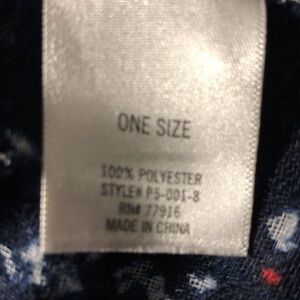 ONE SIZE
100% POLYESTER
STYLE# P5-001-8
RN# 77916
MADE IN CHINA